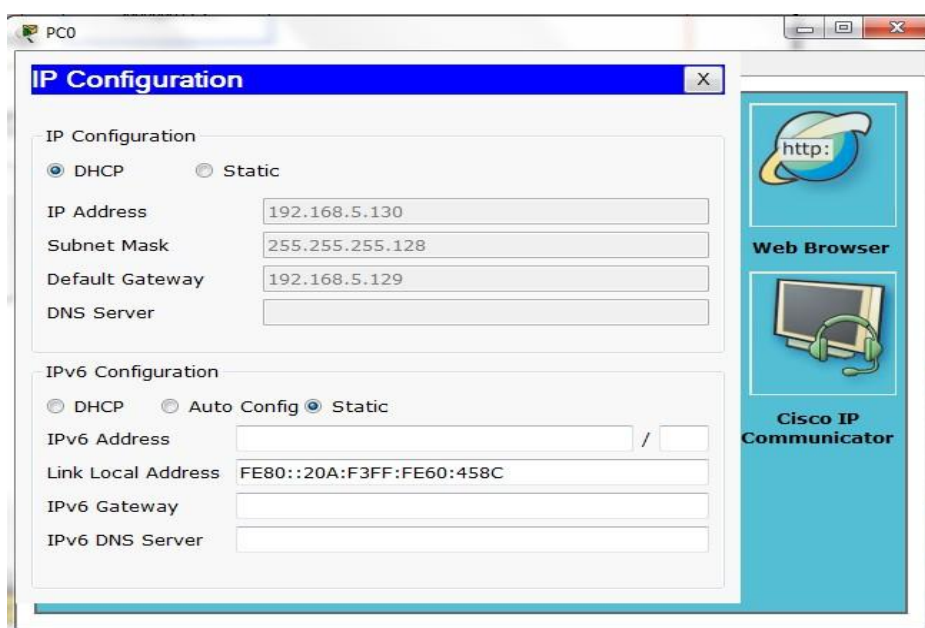 PC0
IP Configuration
X
IP Configuration
DHCP Static
IP Address 192.168.5.130
Subnet Mask 255.255.255.128
Default Gateway 192.168.5.129
DNS Server
IPv6 Configuration
DHCP Auto Config Static
IPv6 Address /
Link Local Address FE80::20A:F3FF:FE60:458C
IPv6 Gateway
IPv6 DNS Server
http:
Web Browser
Cisco IP
Communicator